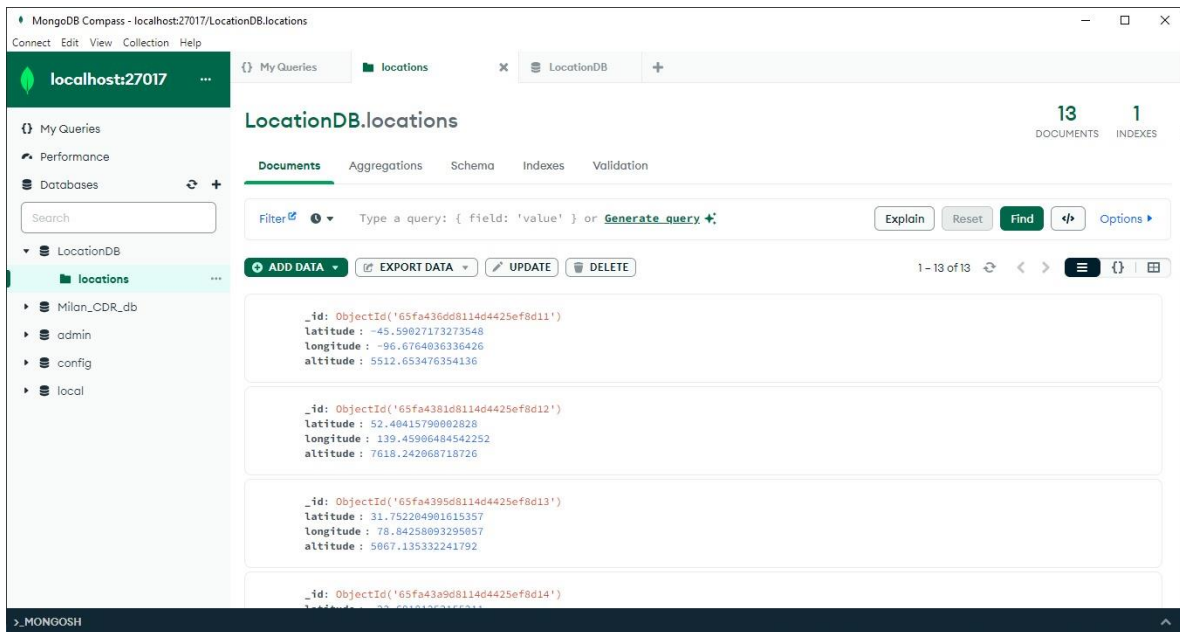 MongoDB Compass - localhost:27017/LocationDB.locations
Connect Edit View Collection Help
localhost:27017 ...
{} My Queries locations LocationDB
{} My Queries
Performance
Databases
Search
LocationDB
locations ...
Milan_CDR_db
admin
config
local
LocationDB.locations
13 DOCUMENTS
1 INDEXES
Documents Aggregations Schema Indexes Validation
Filter Type a query: { field: 'value' } or Generate query Explain Reset Find </> Options
ADD DATA EXPORT DATA UPDATE DELETE 1 – 13 of 13 {}
_id: ObjectId('65fa436dd8114d4425ef8d11')
latitude : -45.59027173273548
longitude : -96.6764036336426
altitude : 5512.653476354136
_id: ObjectId('65fa4381d8114d4425ef8d12')
latitude : 52.40415790002828
longitude : 139.45906484542252
altitude : 7618.242068718726
_id: ObjectId('65fa4395d8114d4425ef8d13')
latitude : 31.752204901615357
longitude : 78.84258093295057
altitude : 5067.135332241792
_id: ObjectId('65fa43a9d8114d4425ef8d14')
>_MONGOSH